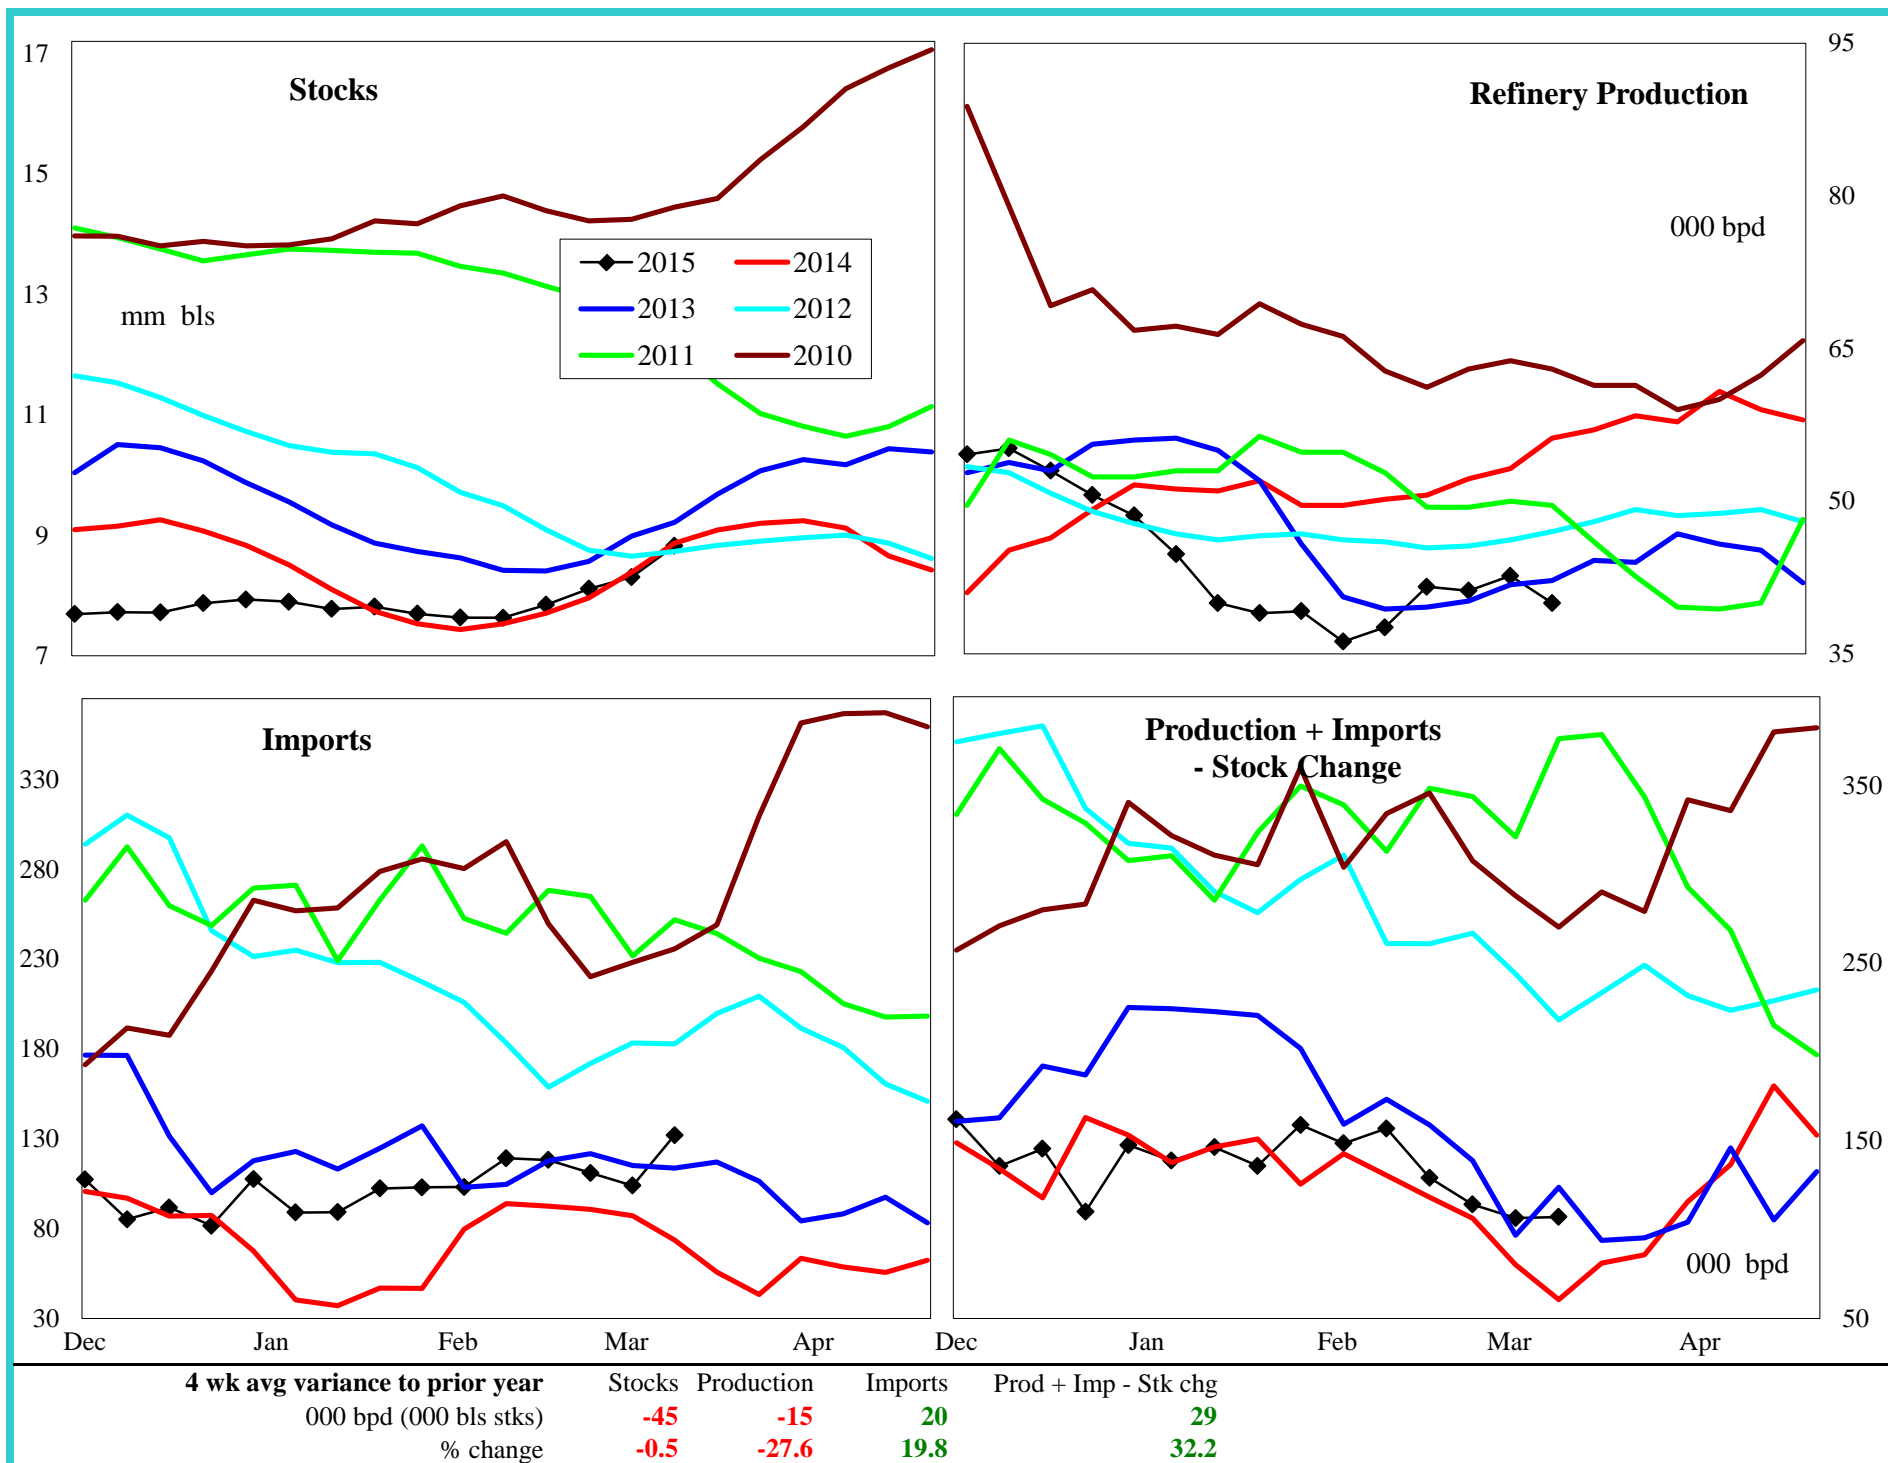 Stocks
mm bls
17
15
13
11
9
7
2015 2014
2013 2012
2011 2010
Refinery Production
000 bpd
95
80
65
50
35
Imports
330
280
230
180
130
80
30
Dec Jan Feb Mar Apr
Production + Imports
- Stock Change
000 bpd
350
250
150
50
Dec Jan Feb Mar Apr
4 wk avg variance to prior year Stocks Production Imports Prod + Imp - Stk chg
000 bpd (000 bls stks) -45 -15 20 29
% change -0.5 -27.6 19.8 32.2